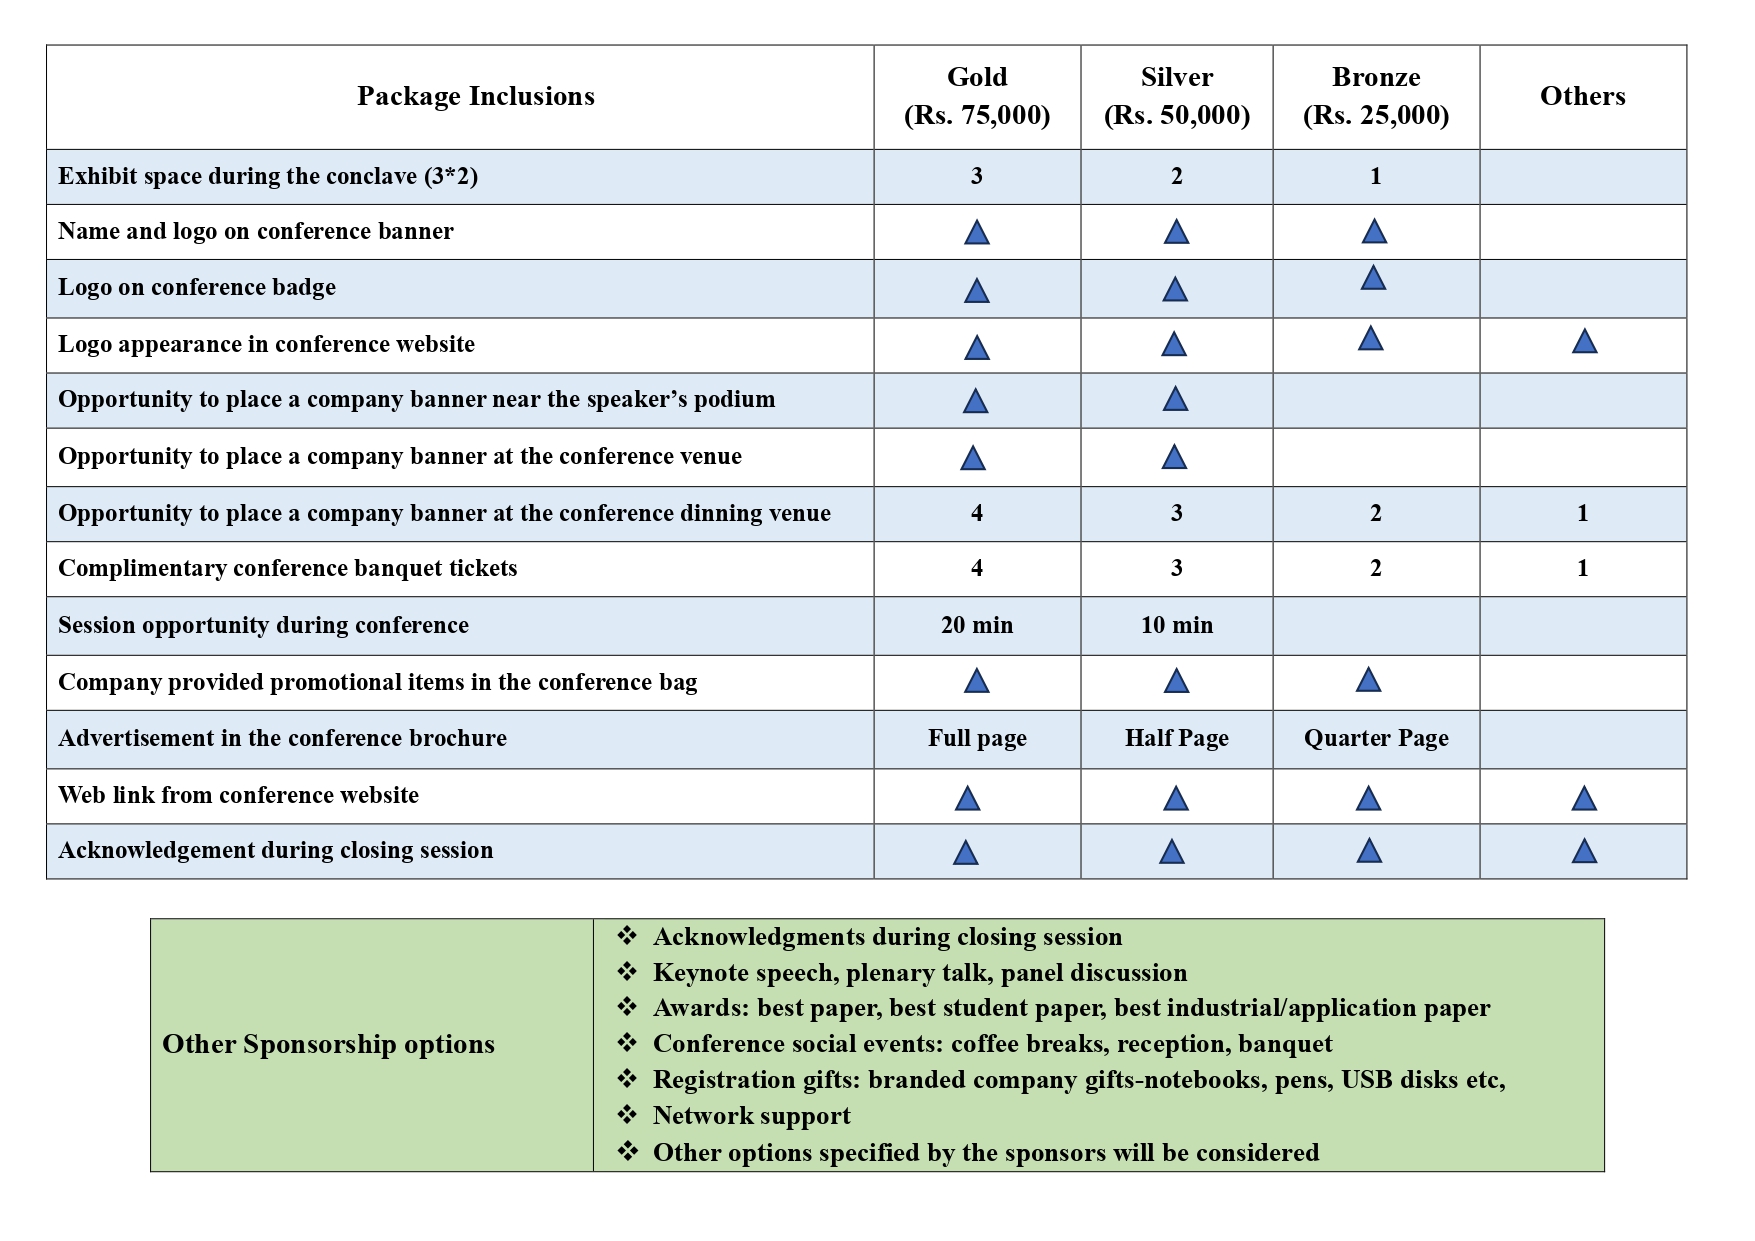 Package Inclusions Gold (Rs. 75,000) Silver (Rs. 50,000) Bronze (Rs. 25,000) Others
Exhibit space during the conclave (3*2) 3 2 1
Name and logo on conference banner
Logo on conference badge
Logo appearance in conference website
Opportunity to place a company banner near the speaker’s podium
Opportunity to place a company banner at the conference venue
Opportunity to place a company banner at the conference dinning venue 4 3 2 1
Complimentary conference banquet tickets 4 3 2 1
Session opportunity during conference 20 min 10 min
Company provided promotional items in the conference bag
Advertisement in the conference brochure Full page Half Page Quarter Page
Web link from conference website
Acknowledgement during closing session
Other Sponsorship options
Acknowledgments during closing session
Keynote speech, plenary talk, panel discussion
Awards: best paper, best student paper, best industrial/application paper
Conference social events: coffee breaks, reception, banquet
Registration gifts: branded company gifts-notebooks, pens, USB disks etc,
Network support
Other options specified by the sponsors will be considered